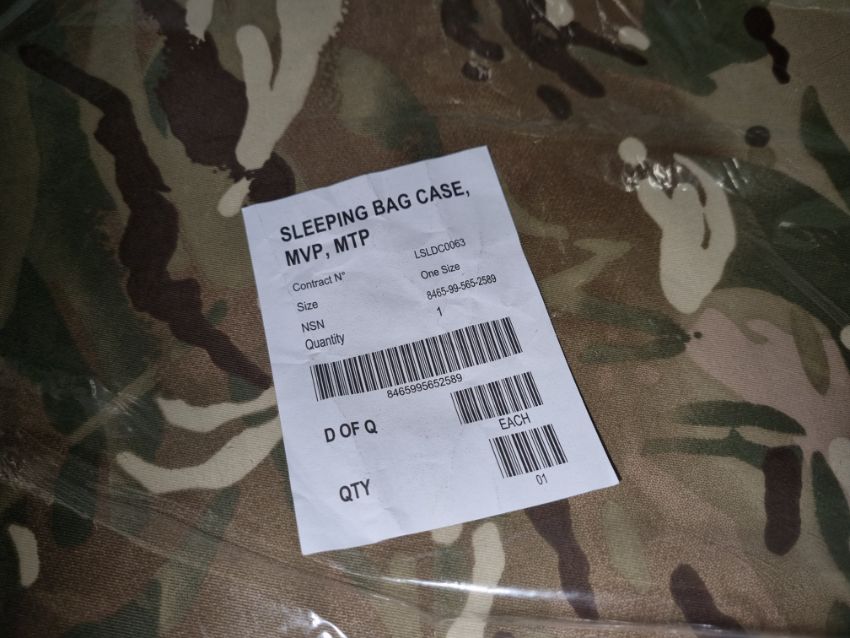 SLEEPING BAG CASE,
MVP, MTP
Contract N° LSLDC0063
Size One Size
NSN 8465-99-565-2589
Quantity 1
8465995652589
D OF Q EACH
QTY 01